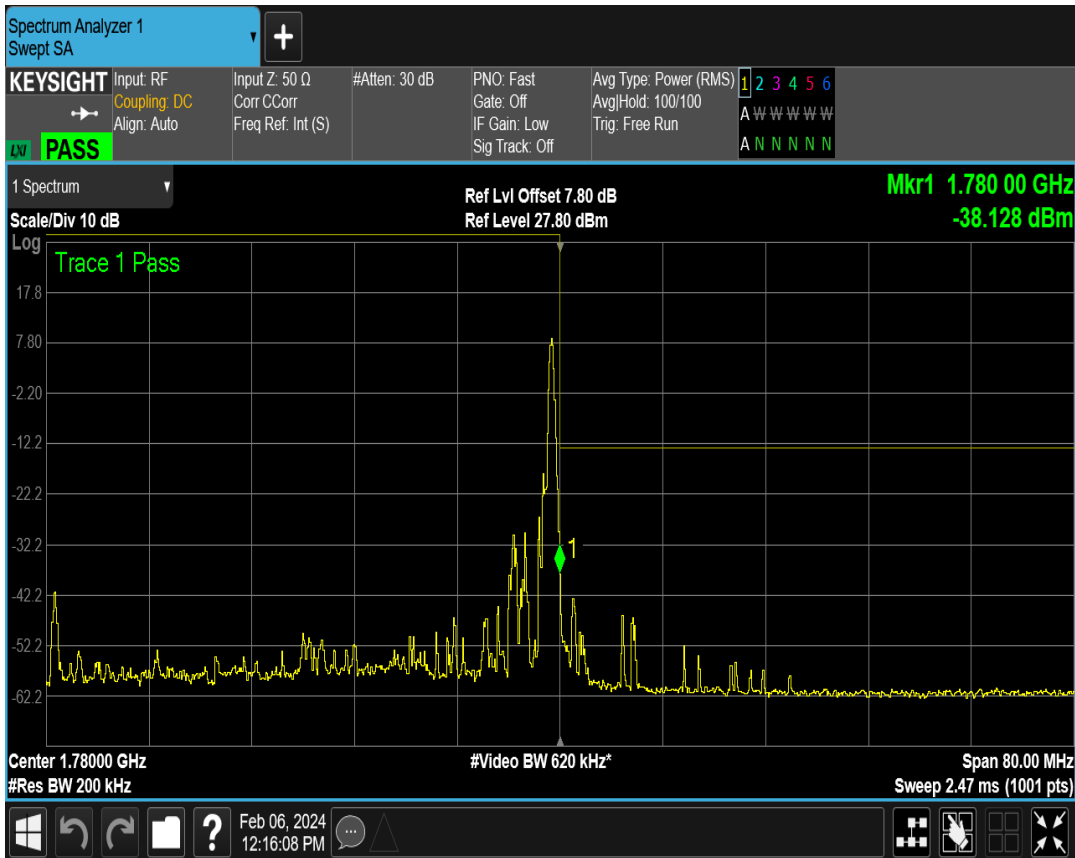 Spectrum Analyzer 1
Swept SA
+
KEYSIGHT
LXI PASS
Input: RF
Coupling: DC
Align: Auto
Input Z: 50 Ω
Corr CCorr
Freq Ref: Int (S)
#Atten: 30 dB
PNO: Fast
Gate: Off
IF Gain: Low
Sig Track: Off
Avg Type: Power (RMS)
Avg|Hold: 100/100
Trig: Free Run
1 2 3 4 5 6
A W W W W W
A N N N N N
1 Spectrum
Scale/Div 10 dB
Ref Lvl Offset 7.80 dB
Ref Level 27.80 dBm
Mkr1 1.780 00 GHz
-38.128 dBm
Log
Trace 1 Pass
17.8
7.80
-2.20
-12.2
-22.2
-32.2
1
-42.2
-52.2
-62.2
Center 1.78000 GHz
#Video BW 620 kHz*
Span 80.00 MHz
#Res BW 200 kHz
Sweep 2.47 ms (1001 pts)
?
Feb 06, 2024
12:16:08 PM